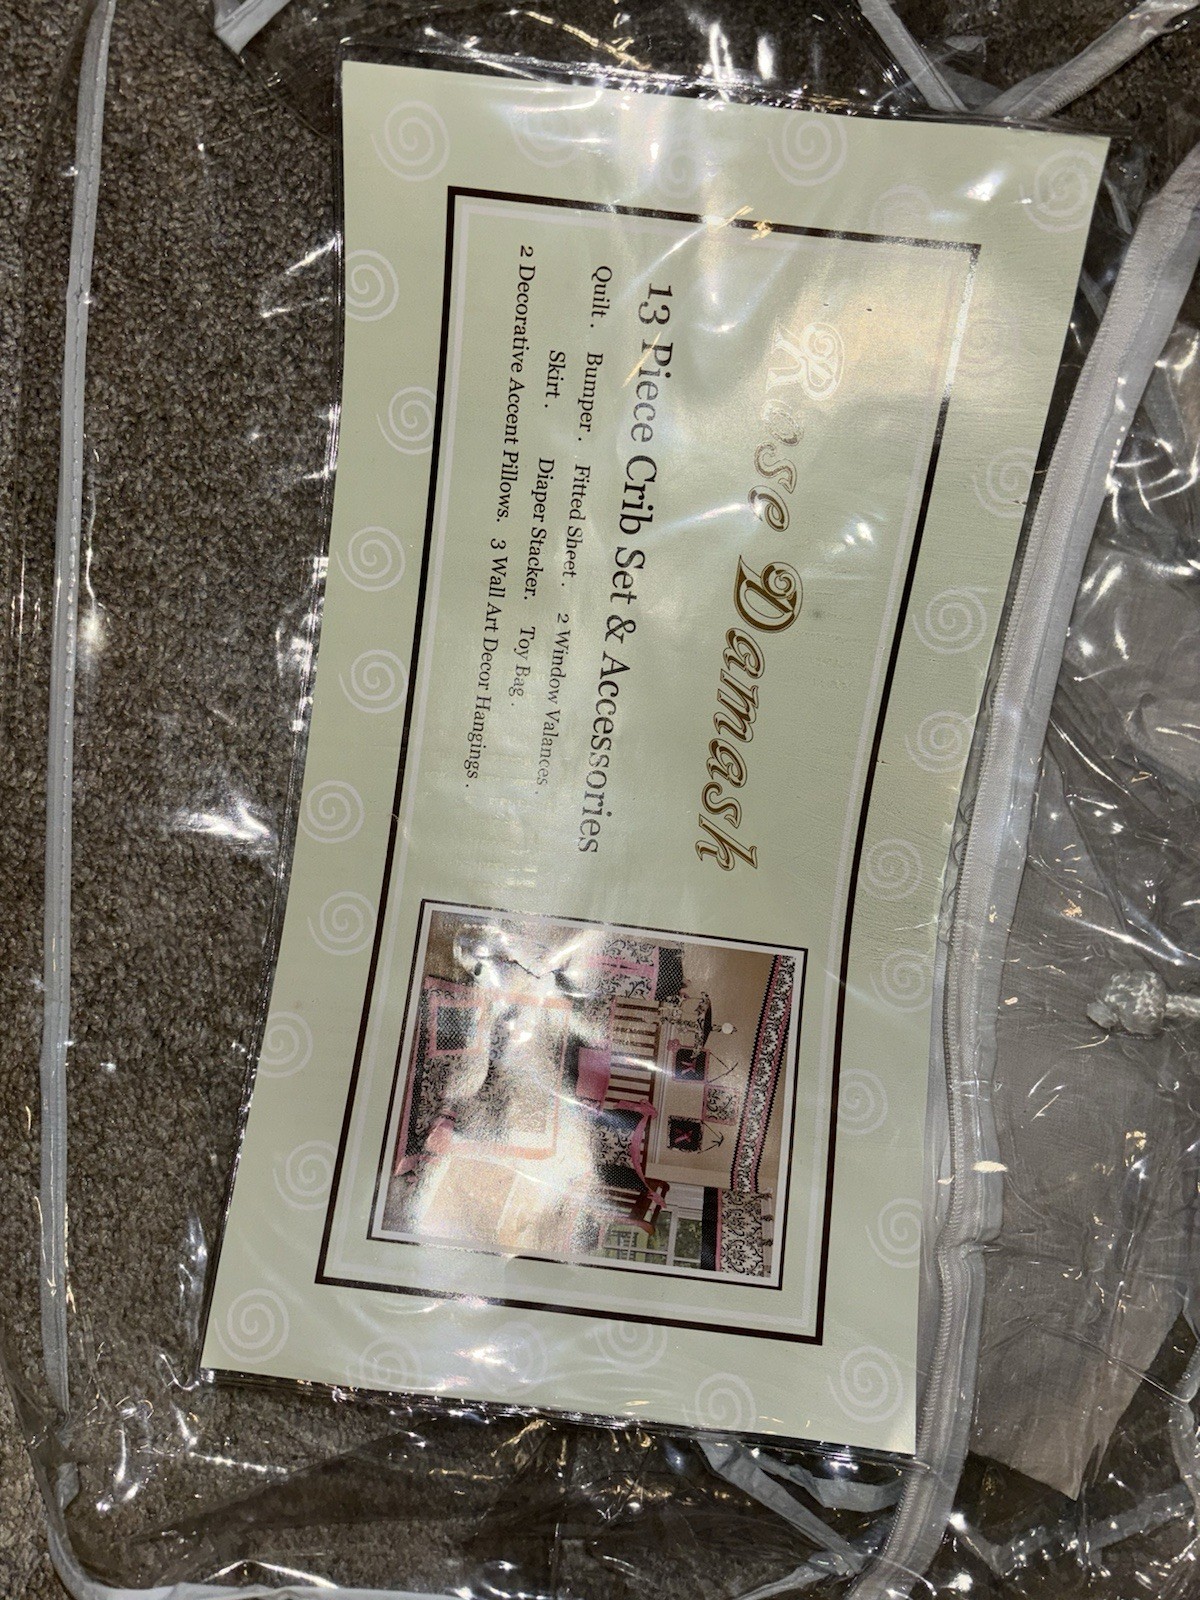 Rose Damash
13 Piece Crib Set & Accessories
Quilt . Bumper . Fitted Sheet . 2 Window Valances .
Skirt . Diaper Stacker. Toy Bag .
2 Decorative Accent Pillows. 3 Wall Art Decor Hangings .